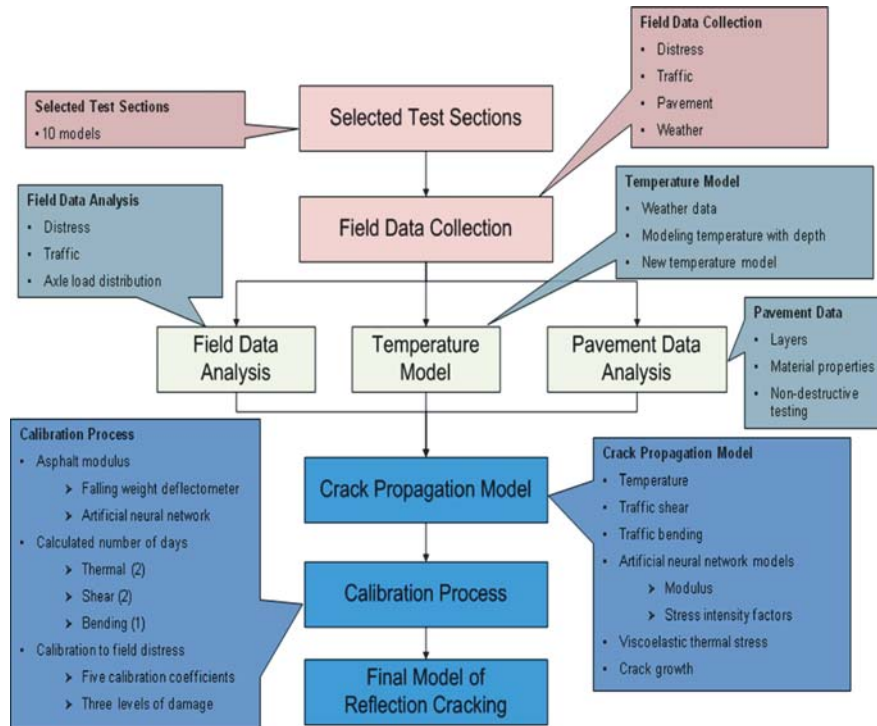 Field Data Collection
• Distress
• Traffic
• Pavement
• Weather
Selected Test Sections
• 10 models
Selected Test Sections
Field Data Analysis
• Distress
• Traffic
• Axle load distribution
Field Data Collection
Temperature Model
• Weather data
• Modeling temperature with depth
• New temperature model
Field Data
Analysis
Temperature
Model
Pavement Data
Analysis
Pavement Data
• Layers
• Material properties
• Non-destructive
testing
Calibration Process
• Asphalt modulus
➢ Falling weight deflectometer
➢ Artificial neural network
• Calculated number of days
➢ Thermal (2)
➢ Shear (2)
➢ Bending (1)
• Calibration to field distress
➢ Five calibration coefficients
➢ Three levels of damage
Crack Propagation Model
Calibration Process
Final Model of
Reflection Cracking
Crack Propagation Model
• Temperature
• Traffic shear
• Traffic bending
• Artificial neural network models
➢ Modulus
➢ Stress intensity factors
• Viscoelastic thermal stress
• Crack growth